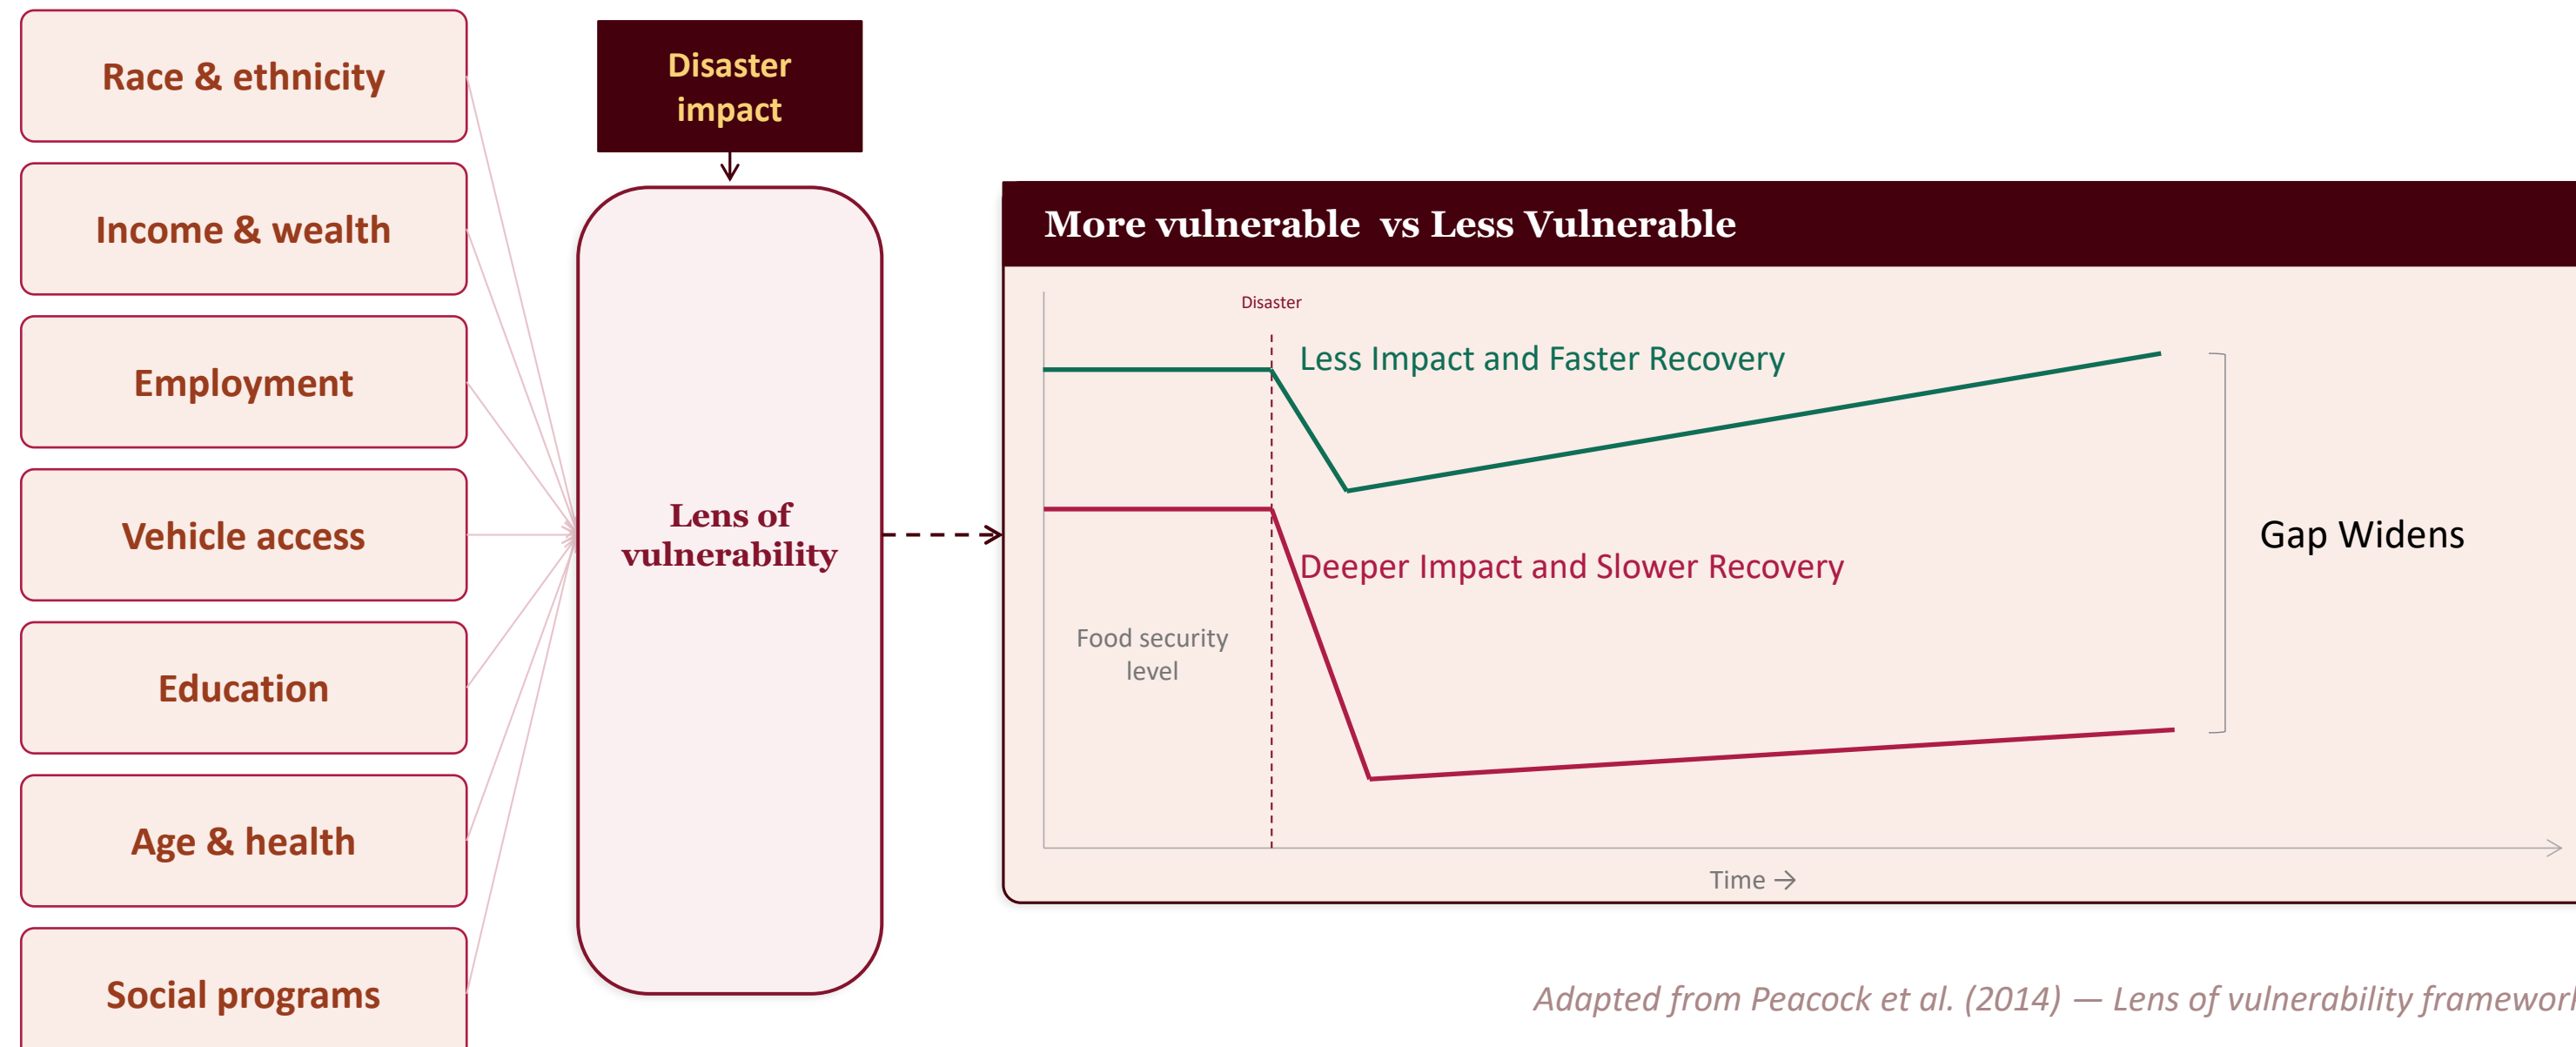 Race & ethnicity
Income & wealth
Employment
Vehicle access
Education
Age & health
Social programs
Disaster
impact
Lens of
vulnerability
More vulnerable  vs Less Vulnerable
Disaster
Less Impact and Faster Recovery
Deeper Impact and Slower Recovery
Food security
level
Gap Widens
Time →
Adapted from Peacock et al. (2014) — Lens of vulnerability framework